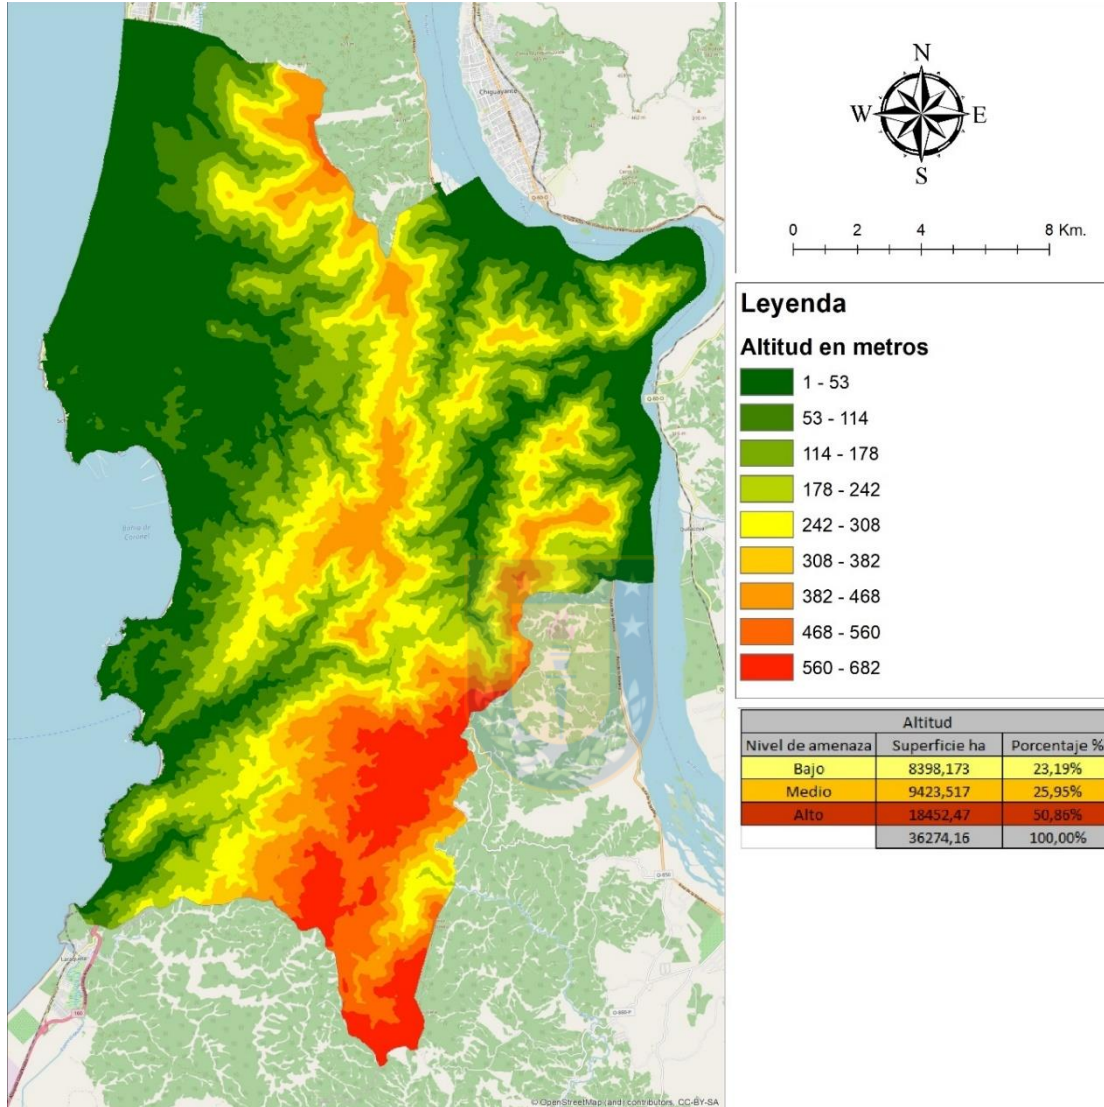 N
W E
S
0 2 4 8 Km.
Leyenda
Altitud en metros
1 - 53
53 - 114
114 - 178
178 - 242
242 - 308
308 - 382
382 - 468
468 - 560
560 - 682
Altitud
Nivel de amenaza Superficie ha Porcentaje %
Bajo 8398,173 23,19%
Medio 9423,517 25,95%
Alto 18452,47 50,86%
36274,16 100,00%
Chiguayante
Bahía de
Coronel
© OpenStreetMap (and) contributors, CC-BY-SA